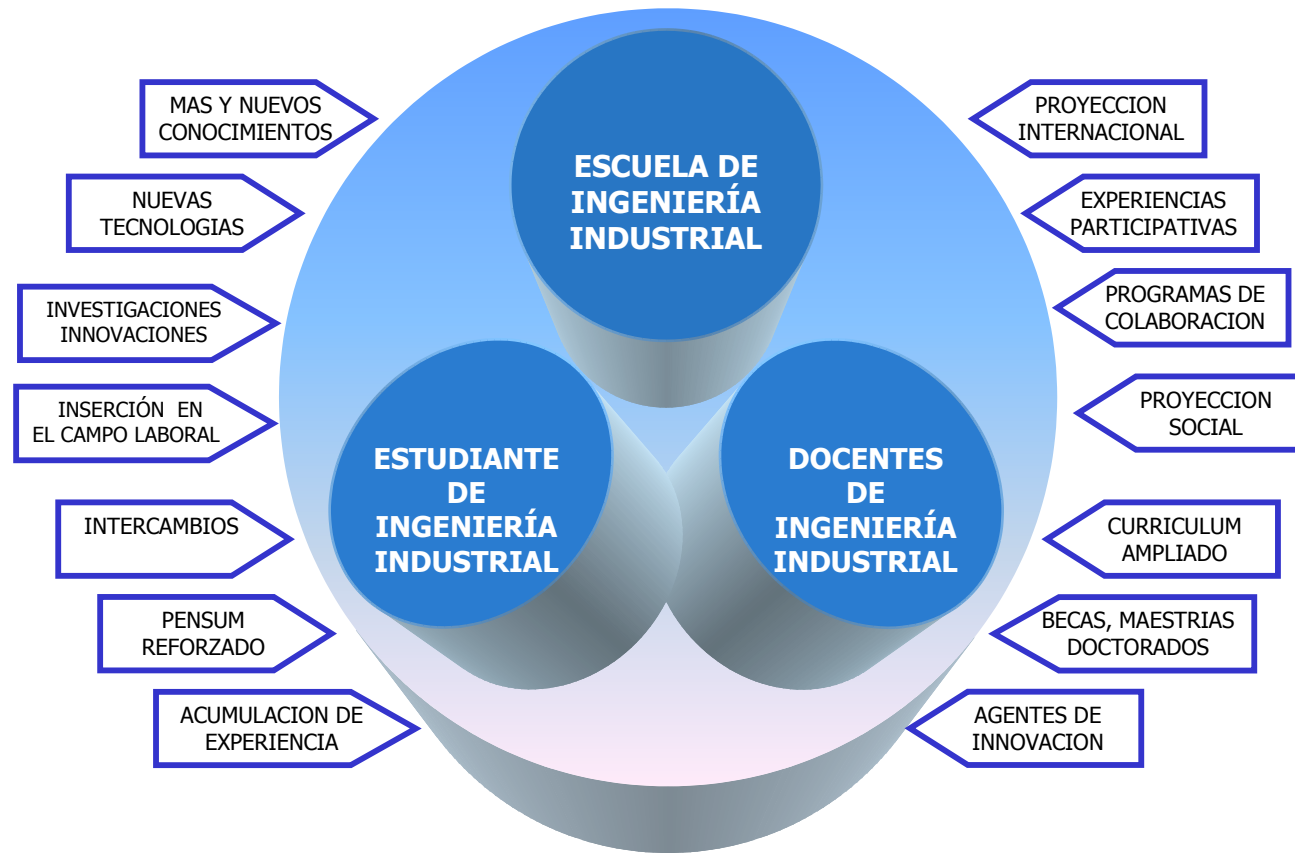 MAS Y NUEVOS
CONOCIMIENTOS
NUEVAS
TECNOLOGIAS
INVESTIGACIONES
INNOVACIONES
INSERCIÓN EN
EL CAMPO LABORAL
INTERCAMBIOS
PENSUM
REFORZADO
ACUMULACION DE
EXPERIENCIA
ESCUELA DE
INGENIERÍA
INDUSTRIAL
ESTUDIANTE
DE
INGENIERÍA
INDUSTRIAL
DOCENTES
DE
INGENIERÍA
INDUSTRIAL
PROYECCION
INTERNACIONAL
EXPERIENCIAS
PARTICIPATIVAS
PROGRAMAS DE
COLABORACION
PROYECCION
SOCIAL
CURRICULUM
AMPLIADO
BECAS, MAESTRIAS
DOCTORADOS
AGENTES DE
INNOVACION